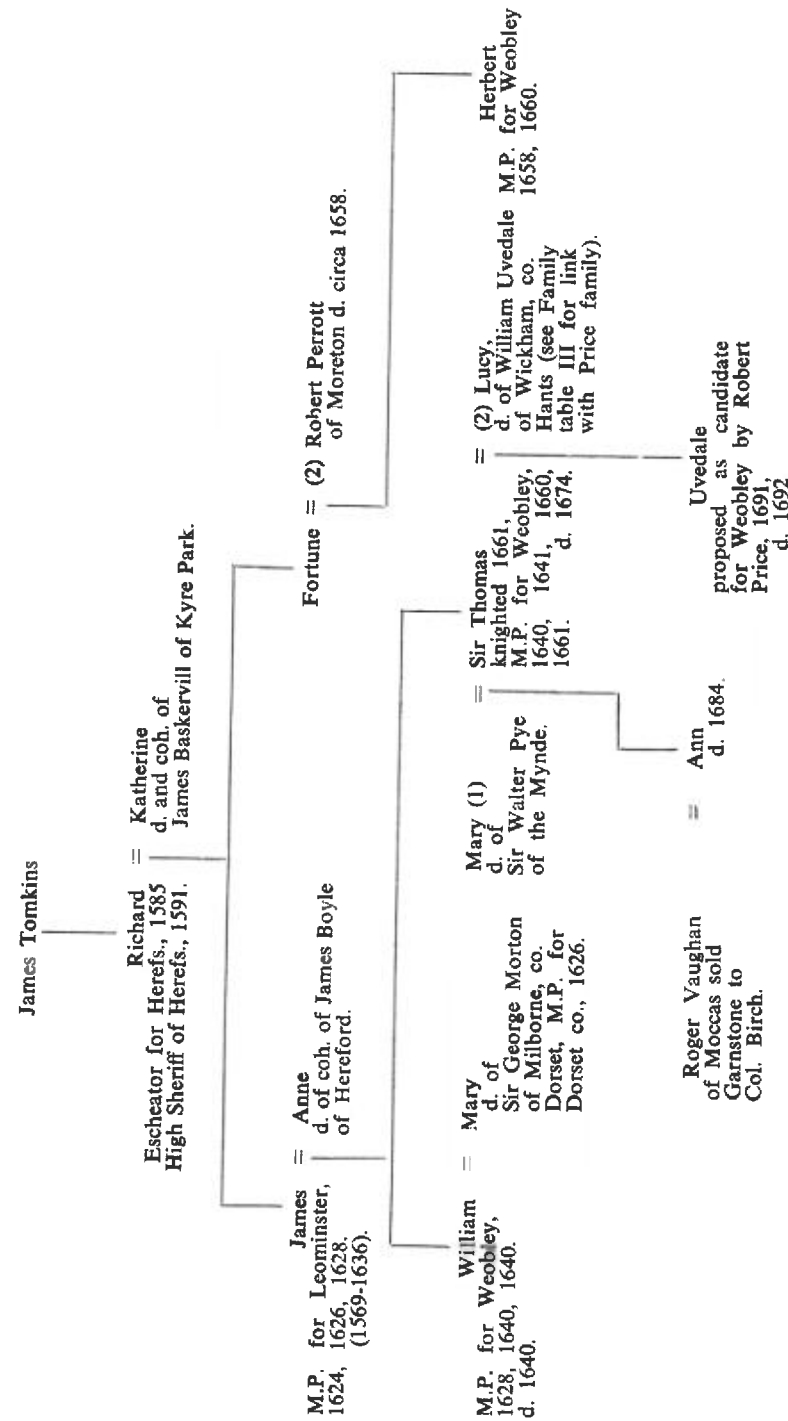 James Tomkins
Richard
Escheator for Herefs., 1585
High Sheriff of Herefs., 1591.
=
Katherine
d. and coh. of
James Baskervill of Kyre Park.
James
M.P. for Leominster,
1624, 1626, 1628.
(1569-1636).
=
Anne
d. of coh. of James Boyle
of Hereford.
Fortune = (2) Robert Perrott
of Moreton d. circa 1658.
William
M.P. for Weobley,
1628, 1640, 1640.
d. 1640.
=
Mary
d. of
Sir George Morton
of Milborne, co.
Dorset, M.P. for
Dorset co., 1626.
Mary (1)
d. of
Sir Walter Pye
of the Mynde.
=
Sir Thomas
knighted 1661,
M.P. for Weobley,
1640, 1641, 1660,
1661. d. 1674.
= (2) Lucy,
d. of William Uvedale
of Wickham, co.
Hants (see Family
table III for link
with Price family).
Herbert
M.P. for Weobley
1658, 1660.
Roger Vaughan
of Moccas sold
Garnstone to
Col. Birch.
=
Ann
d. 1684.
Uvedale
proposed as candidate
for Weobley by Robert
Price, 1691,
d. 1692